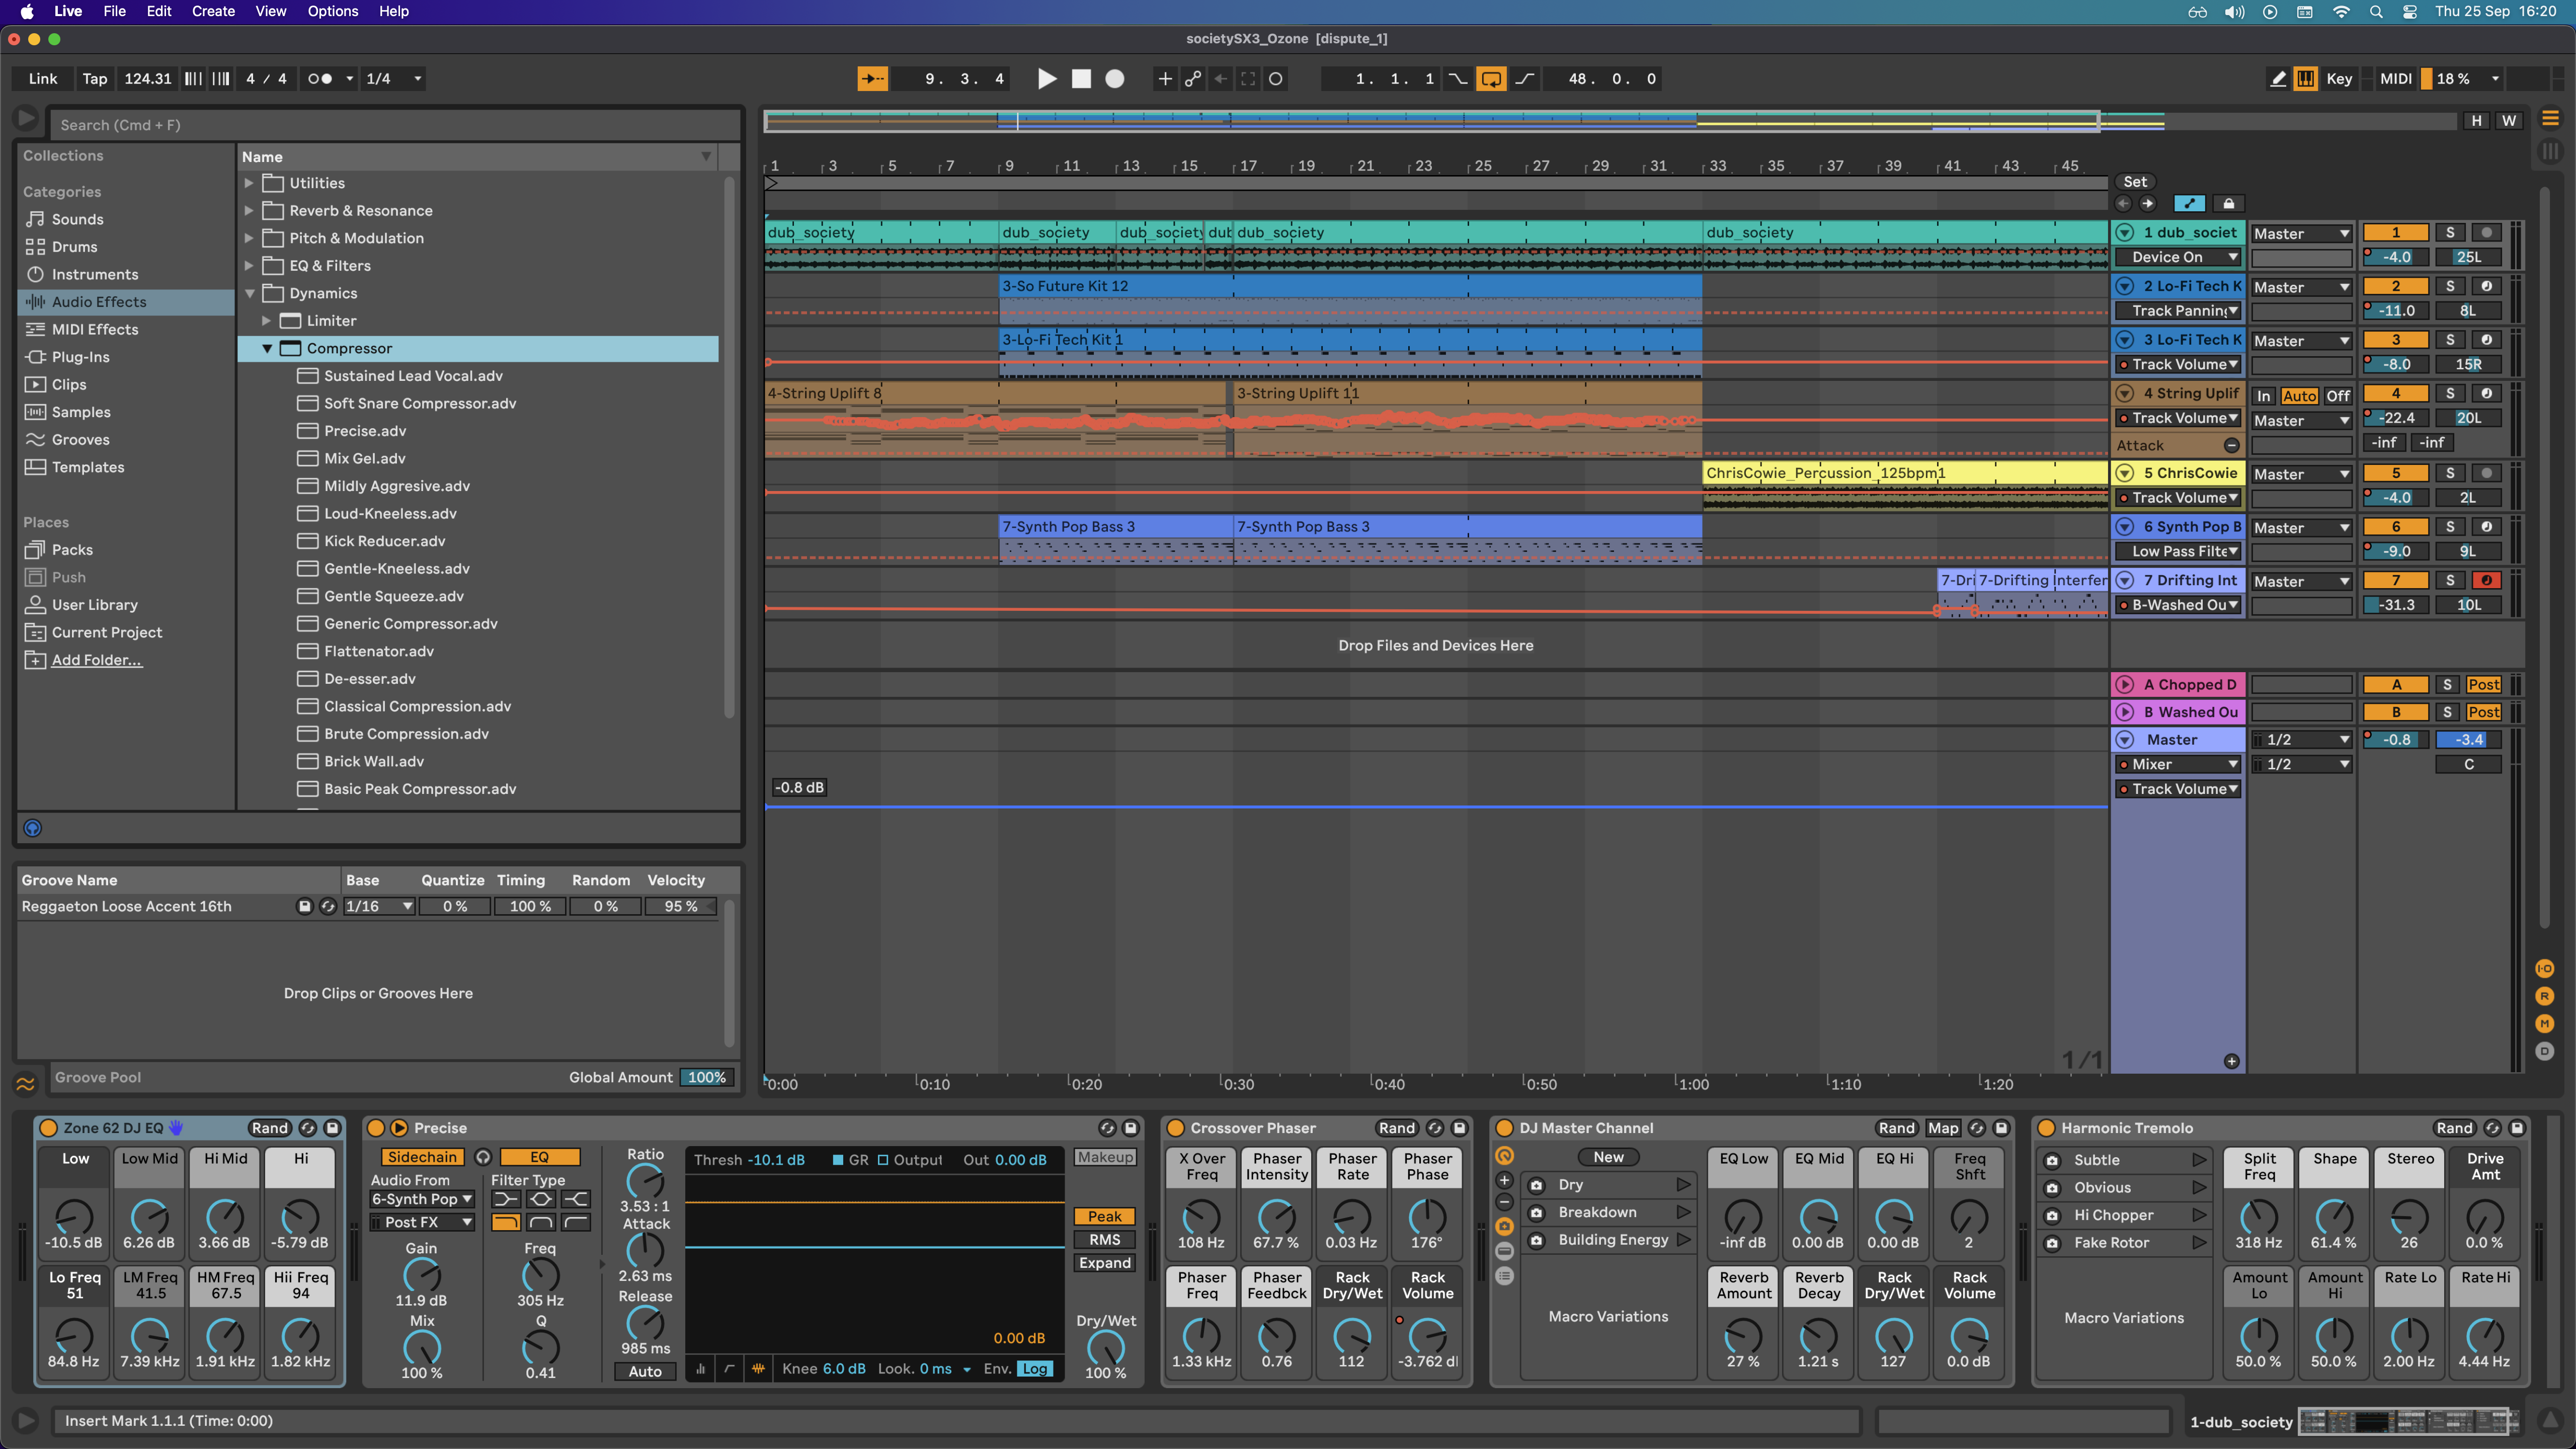 Live File Edit Create View Options Help
Thu 25 Sep 16:20
societySX3_Ozone [dispute_1]
Link Tap 124.31 4 / 4 1/4
9. 3. 4
1. 1. 1
48. 0. 0
Key MIDI 18 %
Search (Cmd + F)
H W
Collections
Categories
Sounds
Drums
Instruments
Audio Effects
MIDI Effects
Plug-Ins
Clips
Samples
Grooves
Templates
Places
Packs
Push
User Library
Current Project
Add Folder...
Name
Utilities
Reverb & Resonance
Pitch & Modulation
EQ & Filters
Dynamics
Limiter
Compressor
Sustained Lead Vocal.adv
Soft Snare Compressor.adv
Precise.adv
Mix Gel.adv
Mildly Aggresive.adv
Loud-Kneeless.adv
Kick Reducer.adv
Gentle-Kneeless.adv
Gentle Squeeze.adv
Generic Compressor.adv
Flattenator.adv
De-esser.adv
Classical Compression.adv
Brute Compression.adv
Brick Wall.adv
Basic Peak Compressor.adv
Groove Name Base Quantize Timing Random Velocity
Reggaeton Loose Accent 16th 1/16 0 % 100 % 0 % 95 %
Drop Clips or Grooves Here
Groove Pool Global Amount 100%
1 3 5 7 9 11 13 15 17 19 21 23 25 27 29 31 33 35 37 39 41 43 45
Set
dub_society dub_society dub_society dub dub_society dub_society
1 dub_societ Master 1 S
Device On -4.0 25L
3-So Future Kit 12
2 Lo-Fi Tech K Master 2 S
Track Panning -11.0 8L
3-Lo-Fi Tech Kit 1
3 Lo-Fi Tech K Master 3 S
Track Volume -8.0 15R
4-String Uplift 8 3-String Uplift 11
4 String Uplif In Auto Off 4 S
Track Volume Master -22.4 20L
Attack -inf -inf
ChrisCowie_Percussion_125bpm1
5 ChrisCowie Master 5 S
Track Volume -4.0 2L
7-Synth Pop Bass 3 7-Synth Pop Bass 3
6 Synth Pop B Master 6 S
Low Pass Filte -9.0 9L
7-Dri 7-Drifting Interfer
7 Drifting Int Master 7 S
B-Washed Ou -31.3 10L
Drop Files and Devices Here
A Chopped D A S Post
B Washed Ou B S Post
Master 1/2 -0.8 -3.4
Mixer 1/2 C
Track Volume
-0.8 dB
I·O
R
M
D
1/1
0:00 0:10 0:20 0:30 0:40 0:50 1:00 1:10 1:20
Zone 62 DJ EQ Rand
Low Low Mid Hi Mid Hi
-10.5 dB 6.26 dB 3.66 dB -5.79 dB
Lo Freq LM Freq HM Freq Hii Freq
51 41.5 67.5 94
84.8 Hz 7.39 kHz 1.91 kHz 1.82 kHz
Precise
Sidechain EQ
Audio From Filter Type
6-Synth Pop
Post FX
Gain Freq
11.9 dB 305 Hz
Mix Q
100 % 0.41
Ratio
3.53 : 1
Attack
2.63 ms
Release
985 ms
Auto
Thresh -10.1 dB GR Output Out 0.00 dB
0.00 dB
Knee 6.0 dB Look. 0 ms Env. Log
Makeup
Peak
RMS
Expand
Dry/Wet
100 %
Crossover Phaser Rand
X Over Freq Phaser Intensity Phaser Rate Phaser Phase
108 Hz 67.7 % 0.03 Hz 176°
Phaser Freq Phaser Feedbck Rack Dry/Wet Rack Volume
1.33 kHz 0.76 112 -3.762 dI
DJ Master Channel Rand Map
New
Dry
Breakdown
Building Energy
Macro Variations
EQ Low EQ Mid EQ Hi Freq Shft
-inf dB 0.00 dB 0.00 dB 2
Reverb Amount Reverb Decay Rack Dry/Wet Rack Volume
27 % 1.21 s 127 0.0 dB
Harmonic Tremolo Rand
Subtle
Obvious
Hi Chopper
Fake Rotor
Macro Variations
Split Freq Shape Stereo Drive Amt
318 Hz 61.4 % 26 0.0 %
Amount Lo Amount Hi Rate Lo Rate Hi
50.0 % 50.0 % 2.00 Hz 4.44 Hz
Insert Mark 1.1.1 (Time: 0:00)
1-dub_society